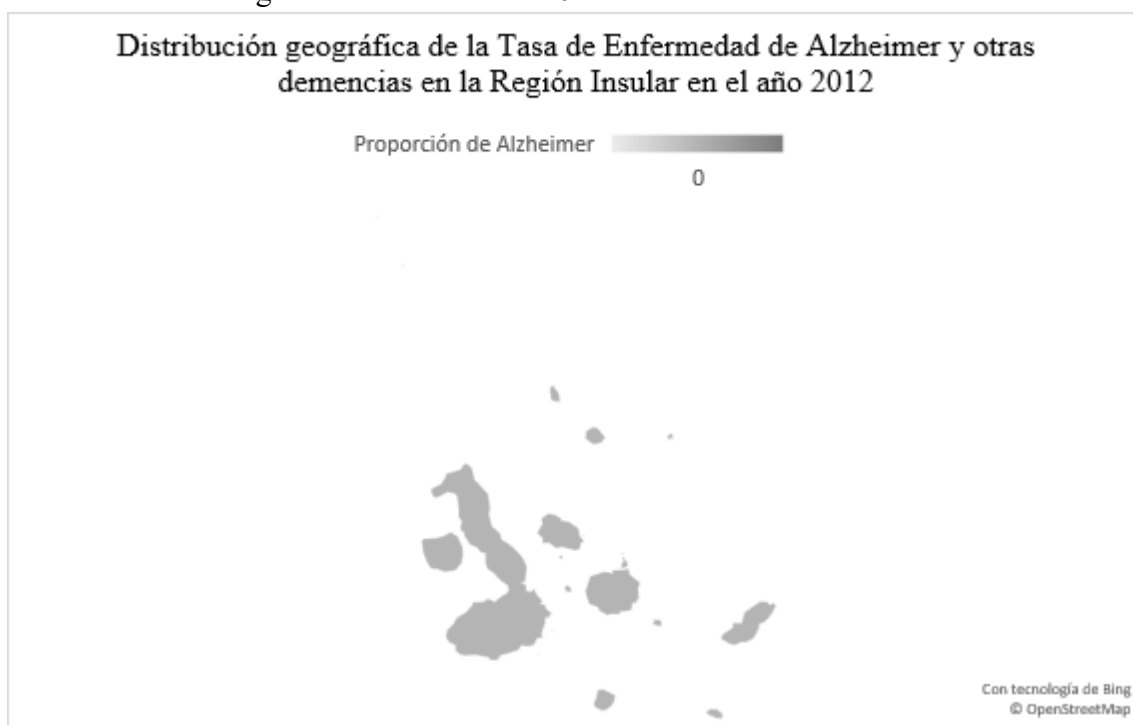 Distribución geográfica de la Tasa de Enfermedad de Alzheimer y otras
demencias en la Región Insular en el año 2012
Proporción de Alzheimer
0
Con tecnología de Bing
© OpenStreetMap